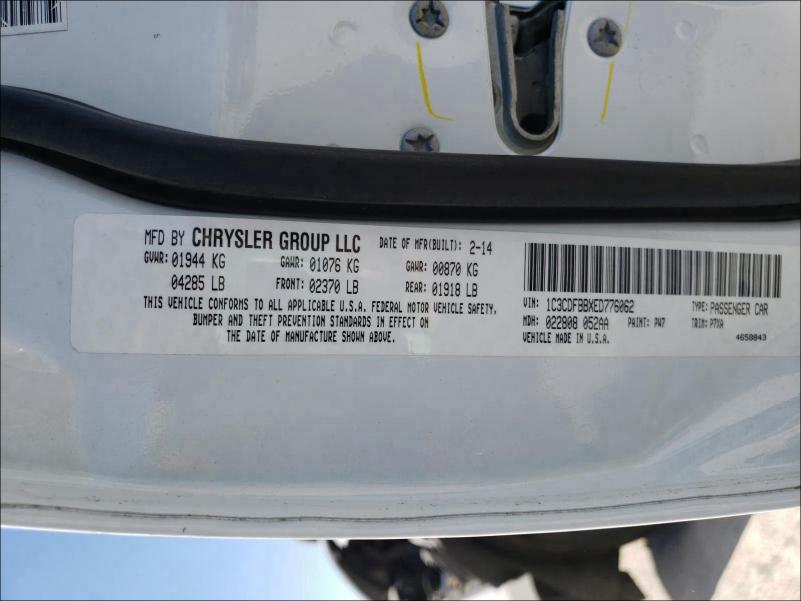 MFD BY CHRYSLER GROUP LLC DATE OF MFR(BUILT): 2-14
GVWR: 01944 KG GAWR: 01076 KG GAWR: 00870 KG
04285 LB FRONT: 02370 LB REAR: 01918 LB
THIS VEHICLE CONFORMS TO ALL APPLICABLE U.S.A. FEDERAL MOTOR VEHICLE SAFETY,
BUMPER AND THEFT PREVENTION STANDARDS IN EFFECT ON
THE DATE OF MANUFACTURE SHOWN ABOVE.
VIN: 1C3CDFBBXED776062 TYPE: PASSENGER CAR
MDH: 022808 052AA PAINT: PW7 TRIM: P7XA
VEHICLE MADE IN U.S.A. 4658843